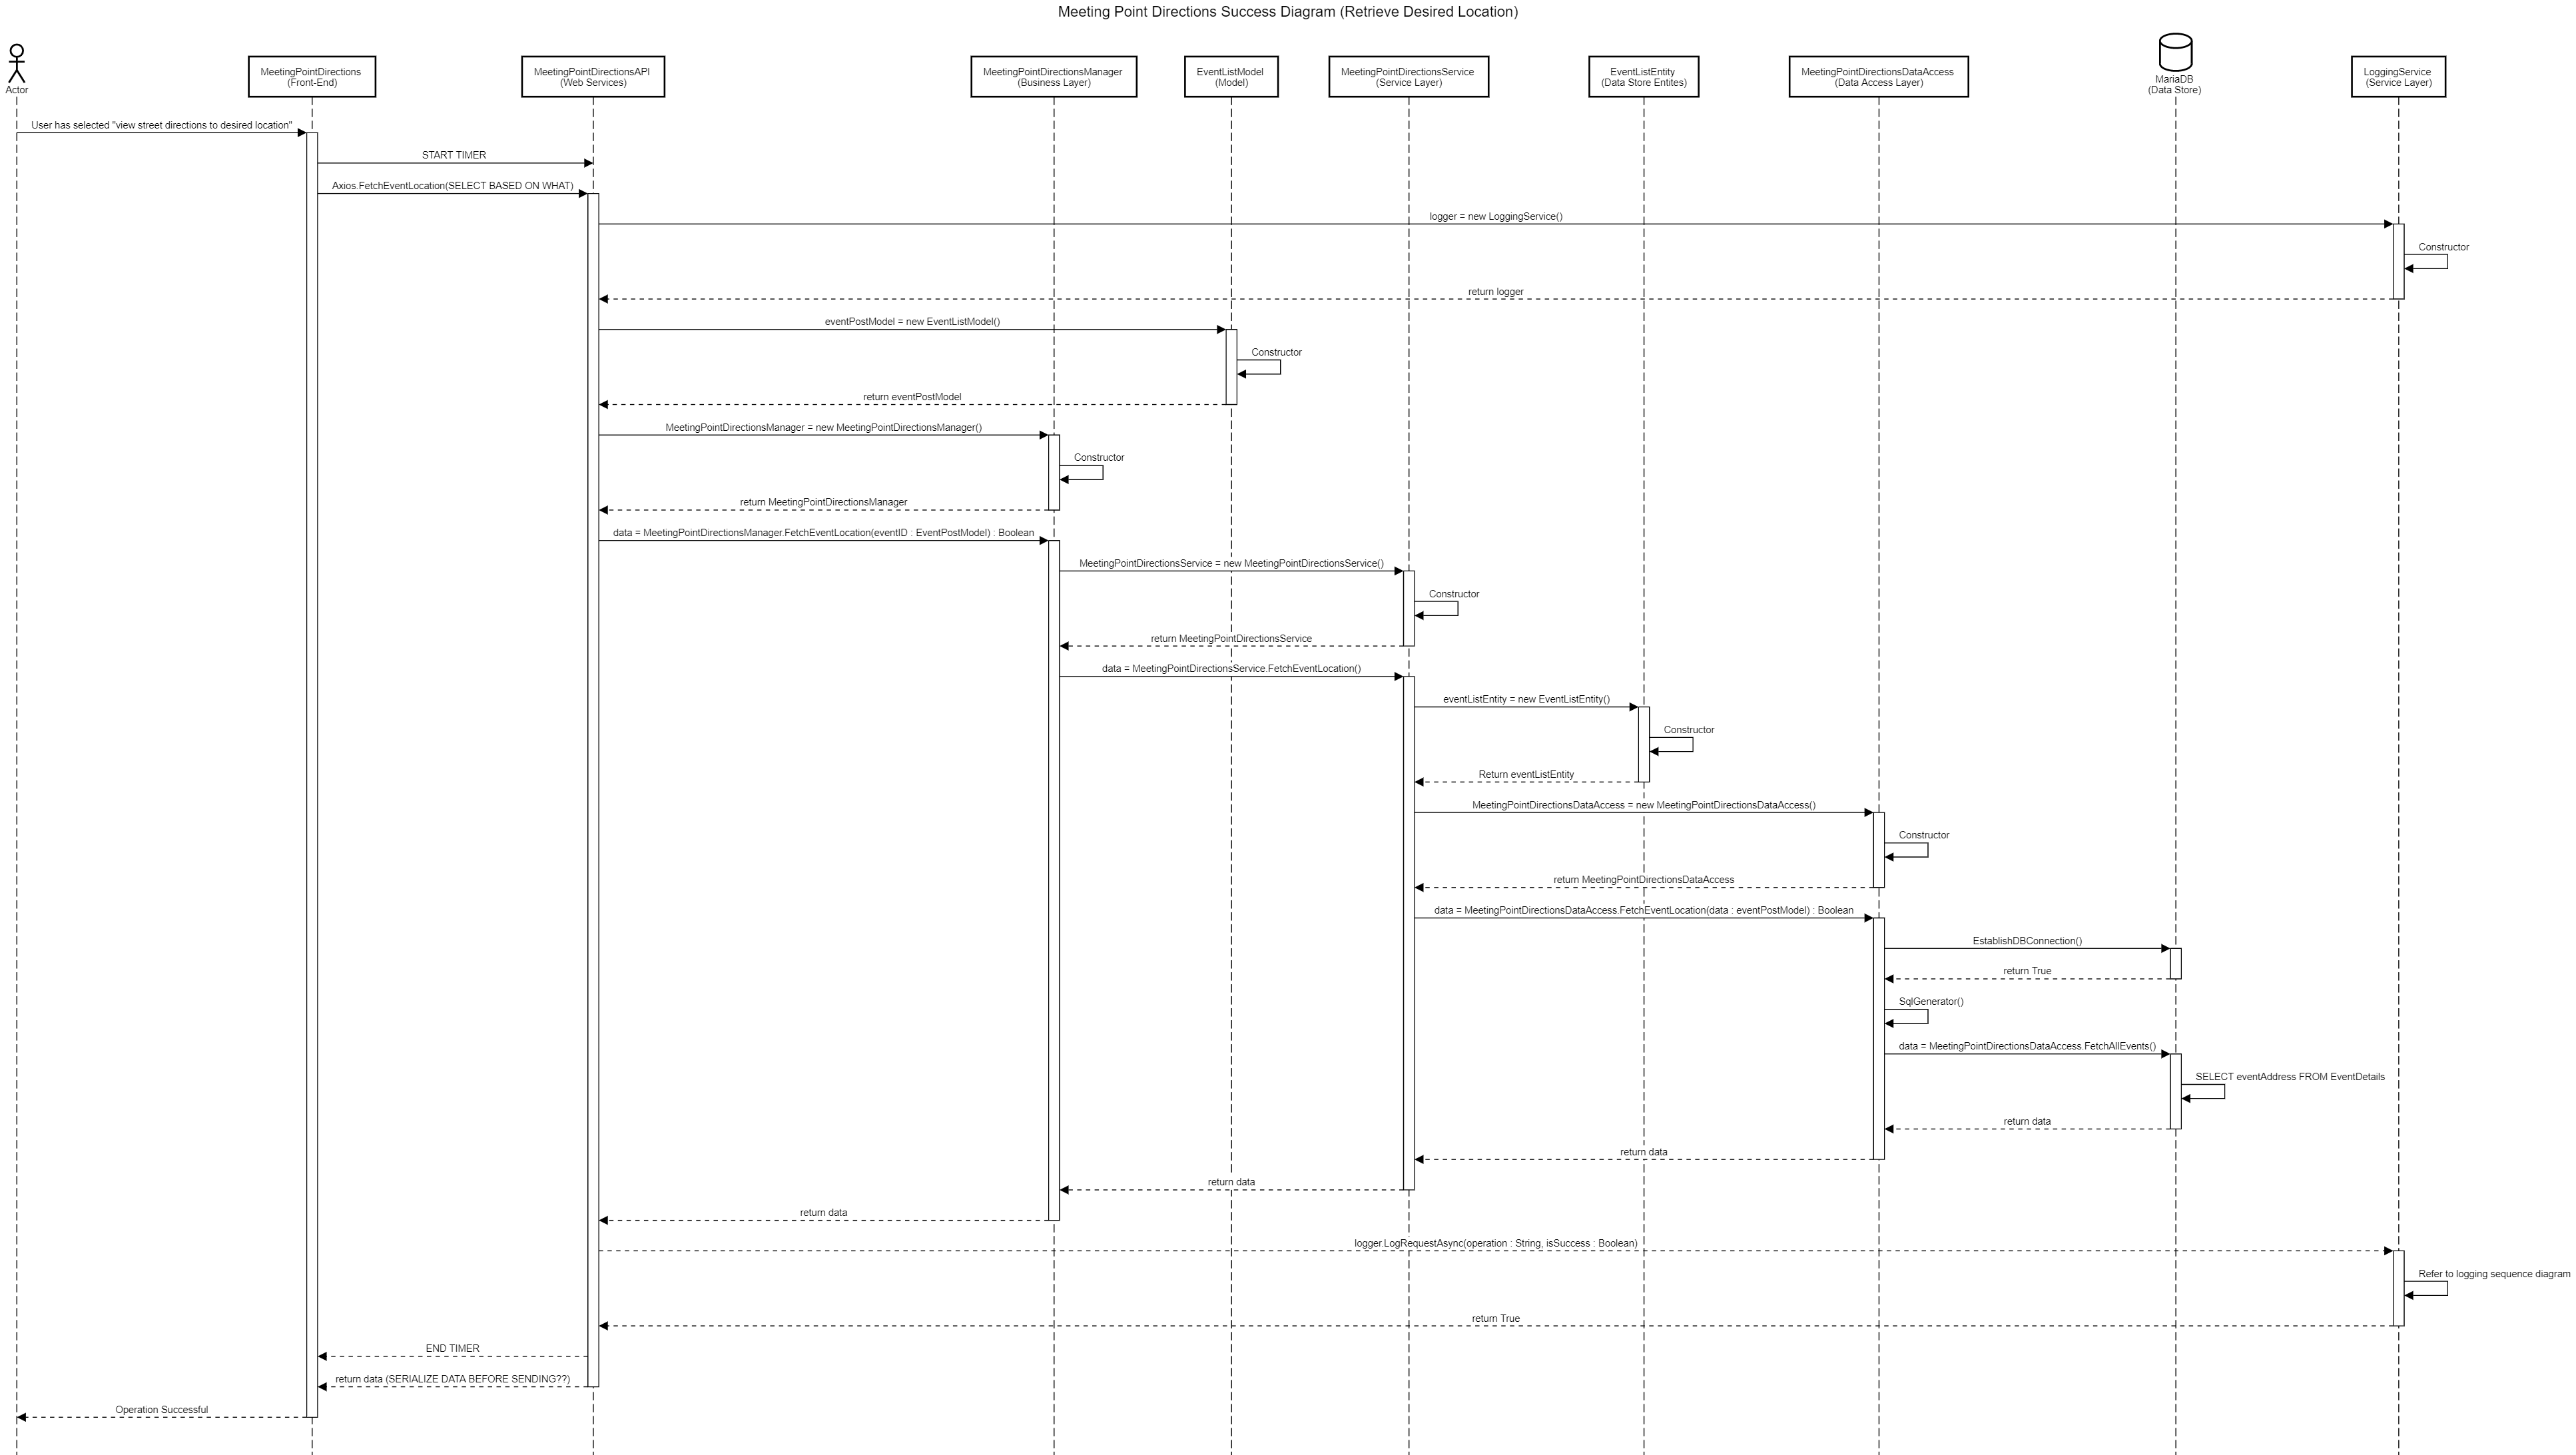 Meeting Point Directions Success Diagram (Retrieve Desired Location)
Actor
MeetingPointDirections
(Front-End)
MeetingPointDirectionsAPI
(Web Services)
MeetingPointDirectionsManager
(Business Layer)
EventListModel
(Model)
MeetingPointDirectionsService
(Service Layer)
EventListEntity
(Data Store Entites)
MeetingPointDirectionsDataAccess
(Data Access Layer)
MariaDB
(Data Store)
LoggingService
(Service Layer)
User has selected "view street directions to desired location"
START TIMER
Axios.FetchEventLocation(SELECT BASED ON WHAT)
logger = new LoggingService()
Constructor
return logger
eventPostModel = new EventListModel()
Constructor
return eventPostModel
MeetingPointDirectionsManager = new MeetingPointDirectionsManager()
Constructor
return MeetingPointDirectionsManager
data = MeetingPointDirectionsManager.FetchEventLocation(eventID : EventPostModel) : Boolean
MeetingPointDirectionsService = new MeetingPointDirectionsService()
Constructor
return MeetingPointDirectionsService
data = MeetingPointDirectionsService.FetchEventLocation()
eventListEntity = new EventListEntity()
Constructor
Return eventListEntity
MeetingPointDirectionsDataAccess = new MeetingPointDirectionsDataAccess()
Constructor
return MeetingPointDirectionsDataAccess
data = MeetingPointDirectionsDataAccess.FetchEventLocation(data : eventPostModel) : Boolean
EstablishDBConnection()
return True
SqlGenerator()
data = MeetingPointDirectionsDataAccess.FetchAllEvents()
SELECT eventAddress FROM EventDetails
return data
return data
return data
return data
logger.LogRequestAsync(operation : String, isSuccess : Boolean)
Refer to logging sequence diagram
return True
END TIMER
return data (SERIALIZE DATA BEFORE SENDING??)
Operation Successful